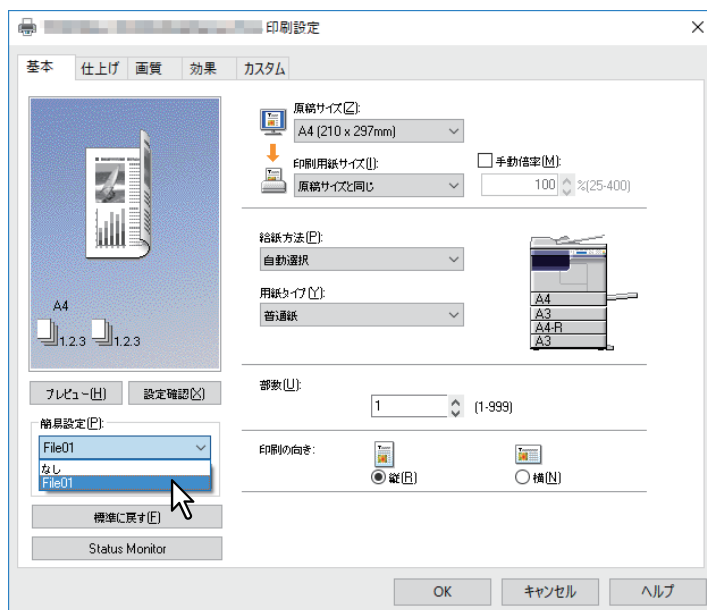 印刷設定
基本 仕上げ 画質 効果 カスタム
A4
1.2.3 1.2.3
プレビュー(H) 設定確認(X)
簡易設定(P):
File01
なし
File01
標準に戻す(F)
Status Monitor
原稿サイズ(Z):
A4 (210 x 297mm)
印刷用紙サイズ(I):
原稿サイズと同じ
手動倍率(M):
100 %(25-400)
給紙方法(P):
自動選択
用紙タイプ(Y):
普通紙
A4
A3
A4-R
A3
部数(U):
1 (1-999)
印刷の向き:
縦(R) 横(N)
OK キャンセル ヘルプ